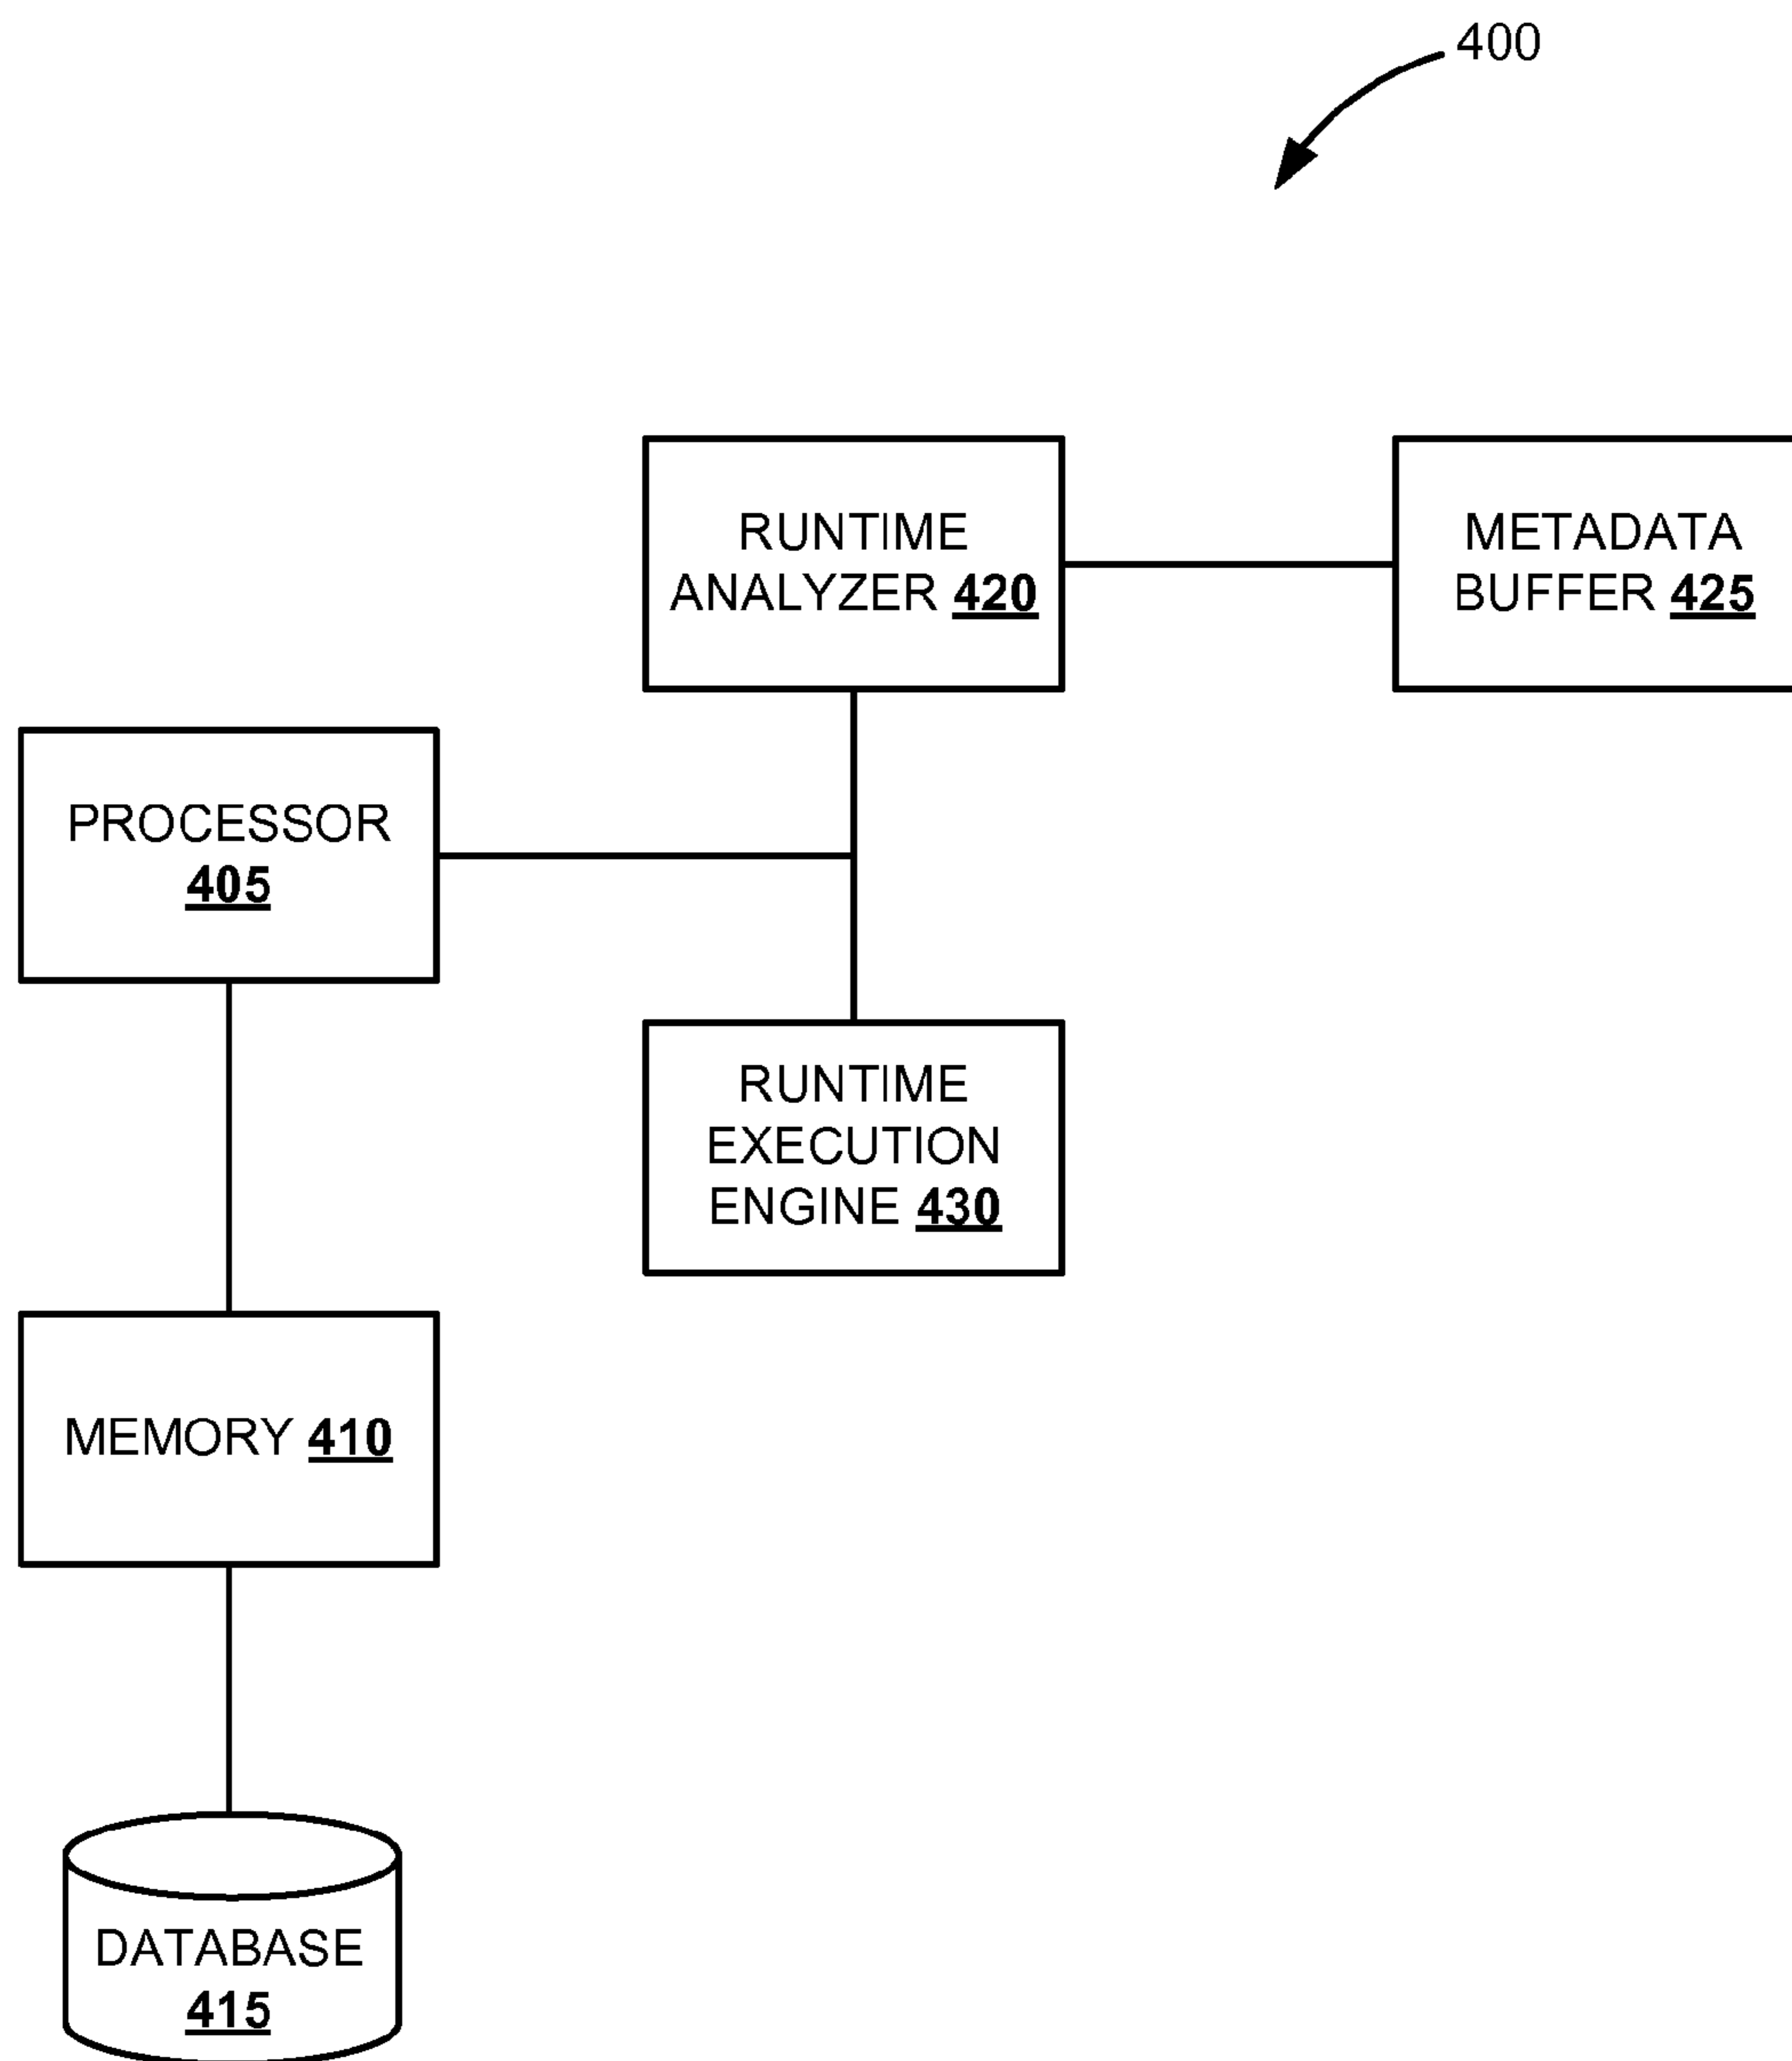 400
RUNTIME
ANALYZER 420
METADATA
BUFFER 425
PROCESSOR
405
RUNTIME
EXECUTION
ENGINE 430
MEMORY 410
DATABASE
415